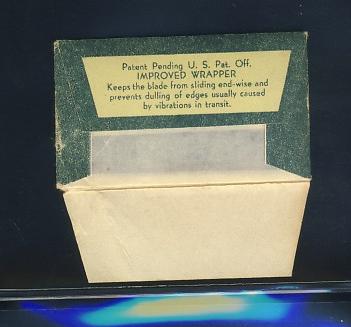 Patent Pending U. S. Pat. Off.
IMPROVED WRAPPER
Keeps the blade from sliding end-wise and
prevents dulling of edges usually caused
by vibrations in transit.